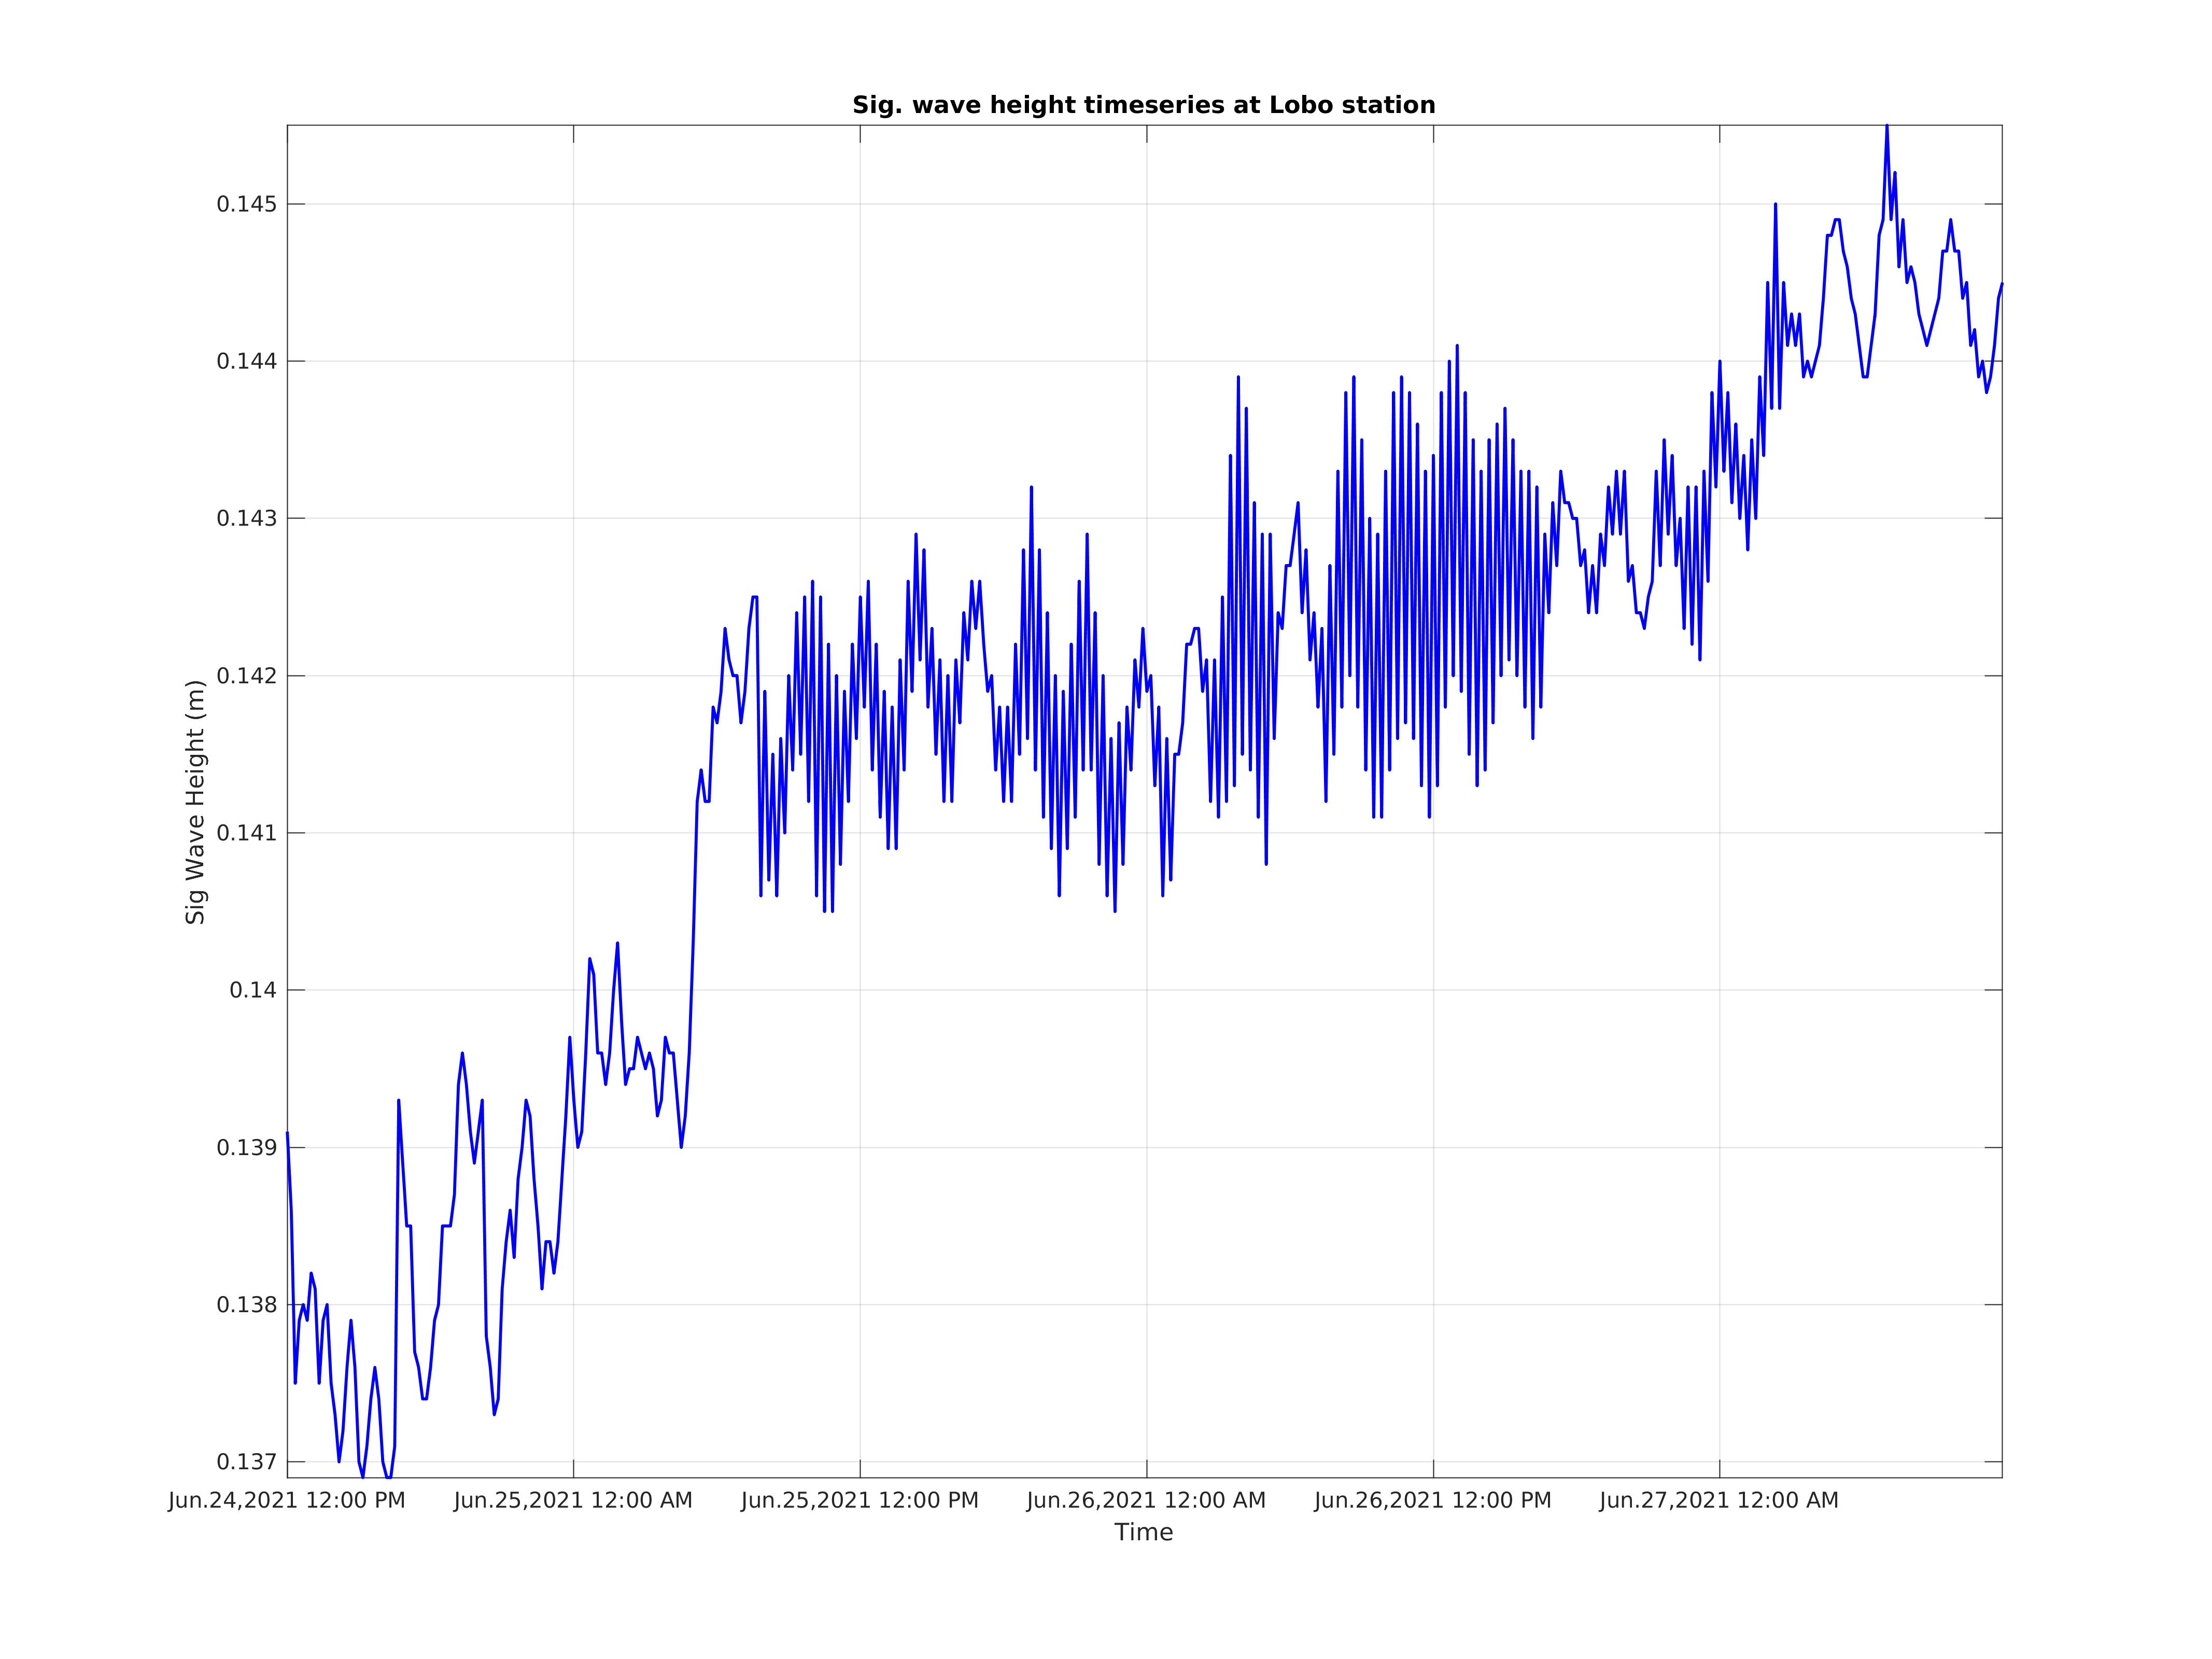 Sig. wave height timeseries at Lobo station
0.145
0.144
0.143
0.142
0.141
0.14
0.139
0.138
0.137
Sig Wave Height (m)
Jun.24,2021 12:00 PM
Jun.25,2021 12:00 AM
Jun.25,2021 12:00 PM
Jun.26,2021 12:00 AM
Jun.26,2021 12:00 PM
Jun.27,2021 12:00 AM
Time